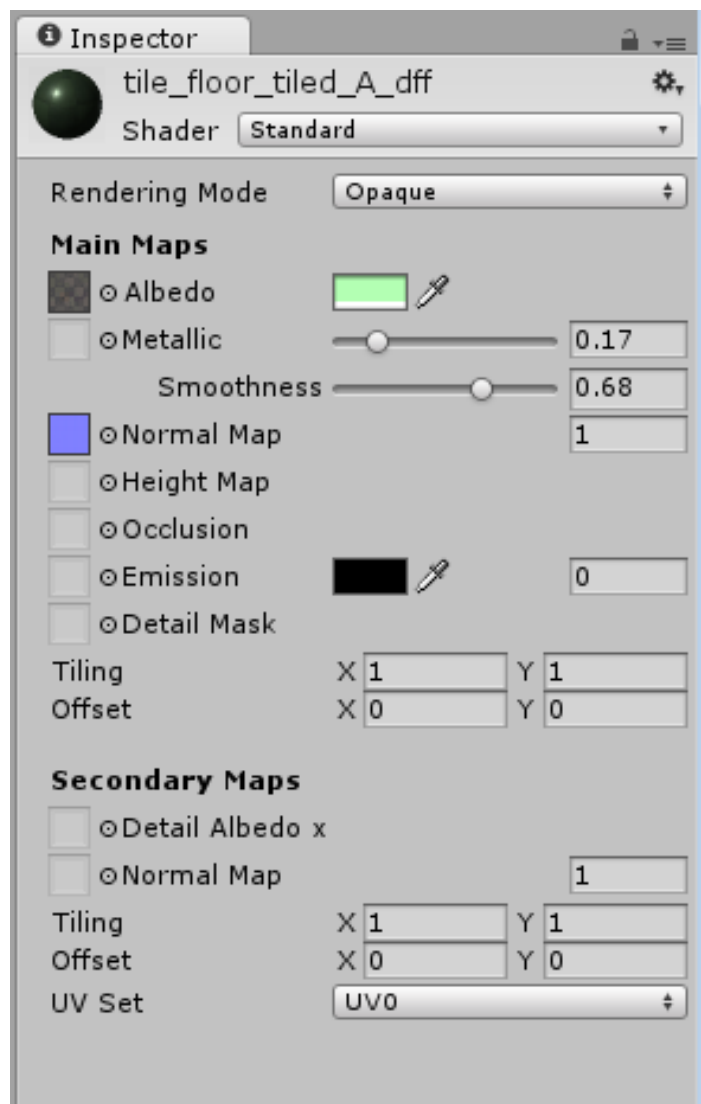 Inspector
tile_floor_tiled_A_dff
Shader Standard
Rendering Mode Opaque
Main Maps
Albedo
Metallic 0.17
Smoothness 0.68
Normal Map 1
Height Map
Occlusion
Emission 0
Detail Mask
Tiling X 1 Y 1
Offset X 0 Y 0
Secondary Maps
Detail Albedo x
Normal Map 1
Tiling X 1 Y 1
Offset X 0 Y 0
UV Set UV0